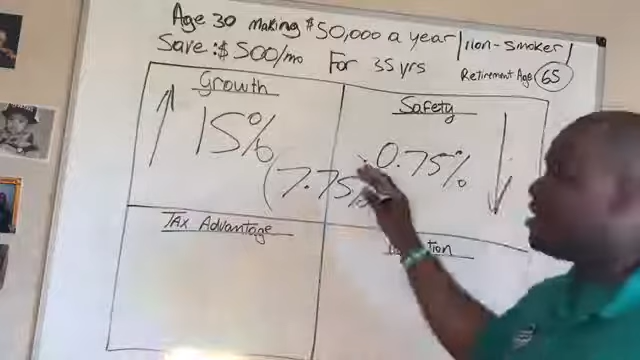 Age 30 making $50,000 a year/non-smoker/
Save: $500/mo For 35 yrs Retirement Age 65
Growth
Safety
15%
0.75%
(7.75%
TAX Advantage